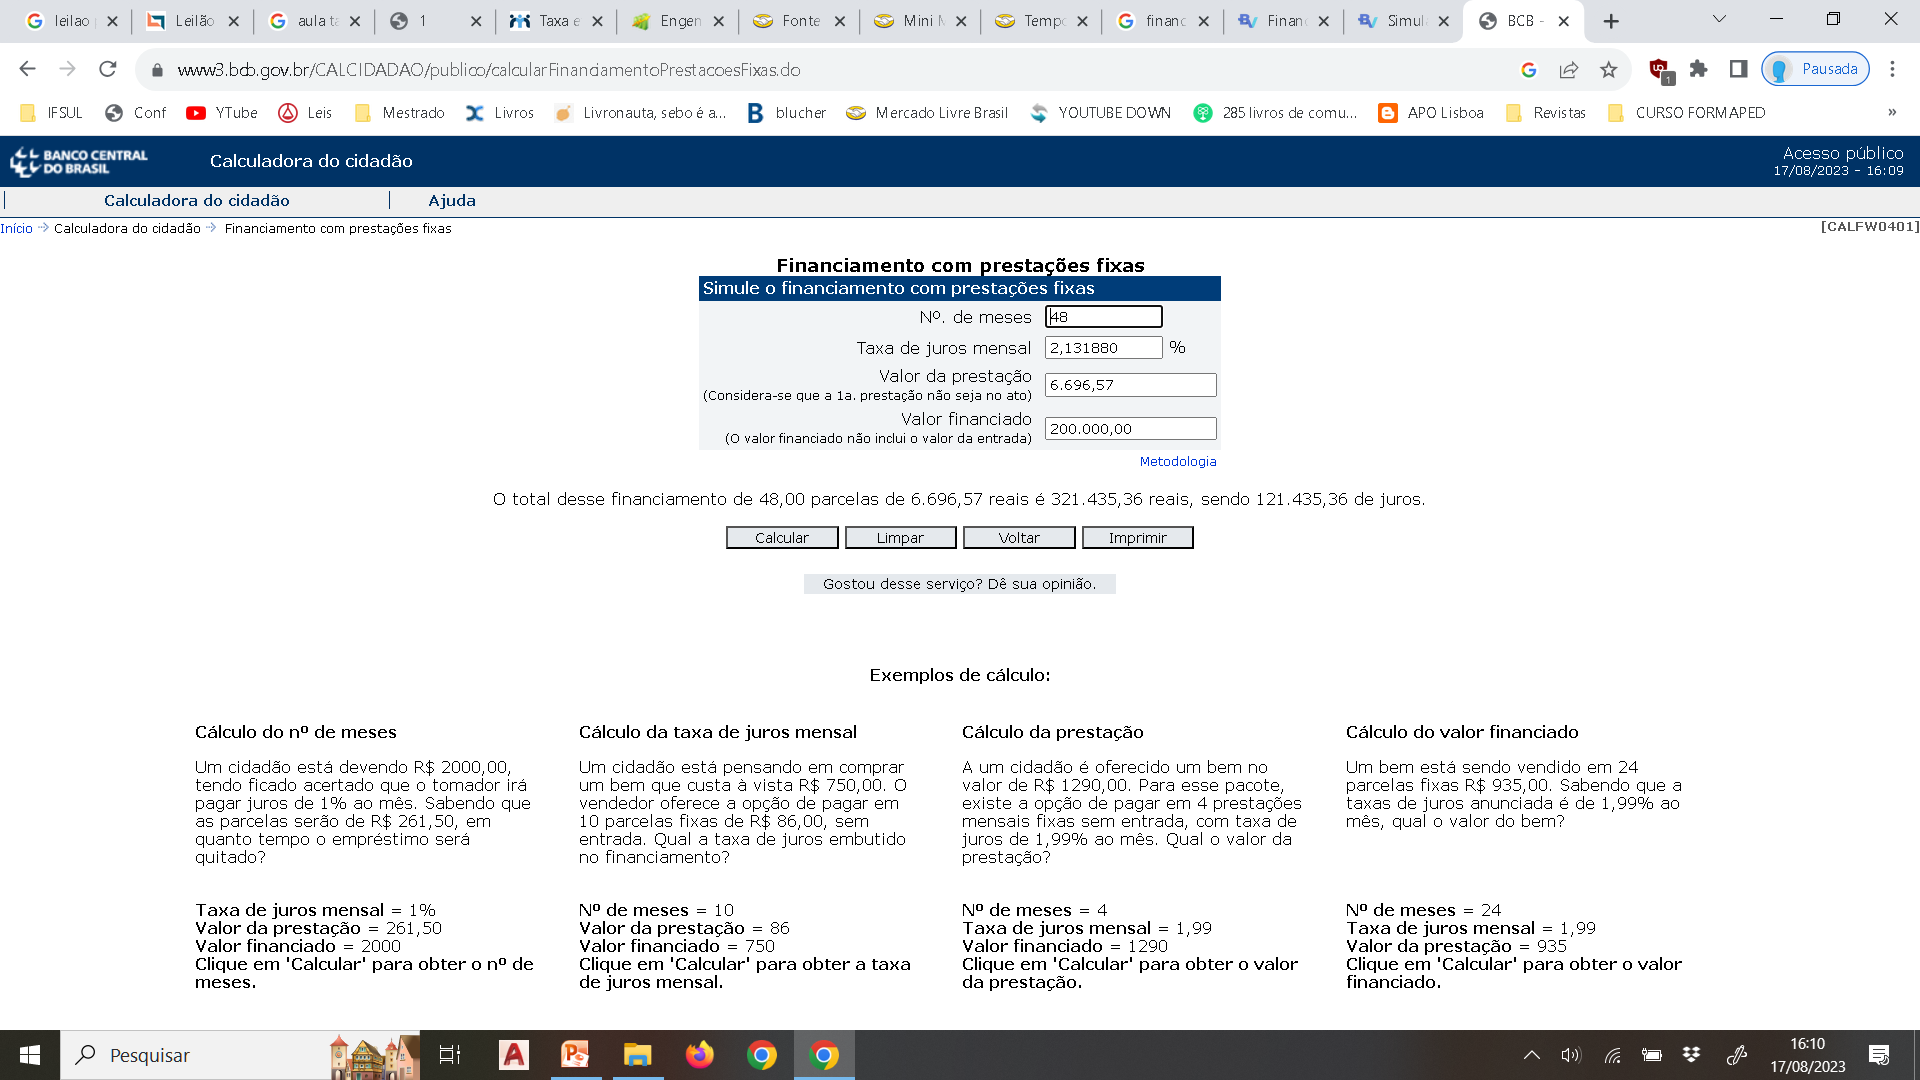 leilao
Leilão
aula ta
1
Taxa e
Engen
Fonte
Mini M
Tempo
financ
Financ
Simula
BCB -
www3.bcb.gov.br/CALCIDADAO/publico/calcularFinanciamentoPrestacoesFixas.do
1
Pausada
IFSUL
Conf
YTube
Leis
Mestrado
Livros
Livronauta, sebo é a...
blucher
Mercado Livre Brasil
YOUTUBE DOWN
285 livros de comu...
APO Lisboa
Revistas
CURSO FORMAPED
»
BANCO CENTRAL
DO BRASIL
Calculadora do cidadão
Acesso público
17/08/2023 - 16:09
Calculadora do cidadão
Ajuda
Início
Calculadora do cidadão
Financiamento com prestações fixas
[CALFW0401]
Financiamento com prestações fixas
Simule o financiamento com prestações fixas
Nº. de meses 48
Taxa de juros mensal 2,131880 %
Valor da prestação
(Considera-se que a 1a. prestação não seja no ato)
6.696,57
Valor financiado
(O valor financiado não inclui o valor da entrada)
200.000,00
Metodologia
O total desse financiamento de 48,00 parcelas de 6.696,57 reais é 321.435,36 reais, sendo 121.435,36 de juros.
Calcular
Limpar
Voltar
Imprimir
Gostou desse serviço? Dê sua opinião.
Exemplos de cálculo:
Cálculo do nº de meses
Um cidadão está devendo R$ 2000,00,
tendo ficado acertado que o tomador irá
pagar juros de 1% ao mês. Sabendo que
as parcelas serão de R$ 261,50, em
quanto tempo o empréstimo será
quitado?
Taxa de juros mensal = 1%
Valor da prestação = 261,50
Valor financiado = 2000
Clique em 'Calcular' para obter o nº de
meses.
Cálculo da taxa de juros mensal
Um cidadão está pensando em comprar
um bem que custa à vista R$ 750,00. O
vendedor oferece a opção de pagar em
10 parcelas fixas de R$ 86,00, sem
entrada. Qual a taxa de juros embutido
no financiamento?
Nº de meses = 10
Valor da prestação = 86
Valor financiado = 750
Clique em 'Calcular' para obter a taxa
de juros mensal.
Cálculo da prestação
A um cidadão é oferecido um bem no
valor de R$ 1290,00. Para esse pacote,
existe a opção de pagar em 4 prestações
mensais fixas sem entrada, com taxa de
juros de 1,99% ao mês. Qual o valor da
prestação?
Nº de meses = 4
Taxa de juros mensal = 1,99
Valor financiado = 1290
Clique em 'Calcular' para obter o valor
da prestação.
Cálculo do valor financiado
Um bem está sendo vendido em 24
parcelas fixas R$ 935,00. Sabendo que a
taxas de juros anunciada é de 1,99% ao
mês, qual o valor do bem?
Nº de meses = 24
Taxa de juros mensal = 1,99
Valor da prestação = 935
Clique em 'Calcular' para obter o valor
financiado.
Pesquisar
16:10
17/08/2023